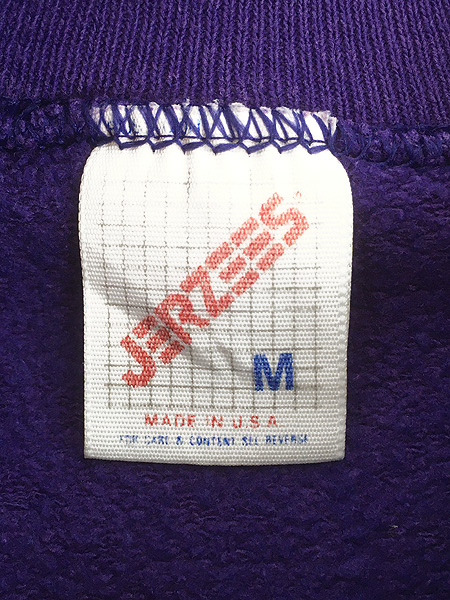 JERZEES
M
MADE IN U.S.A.
FOR CARE & CONTENT SEE REVERSE